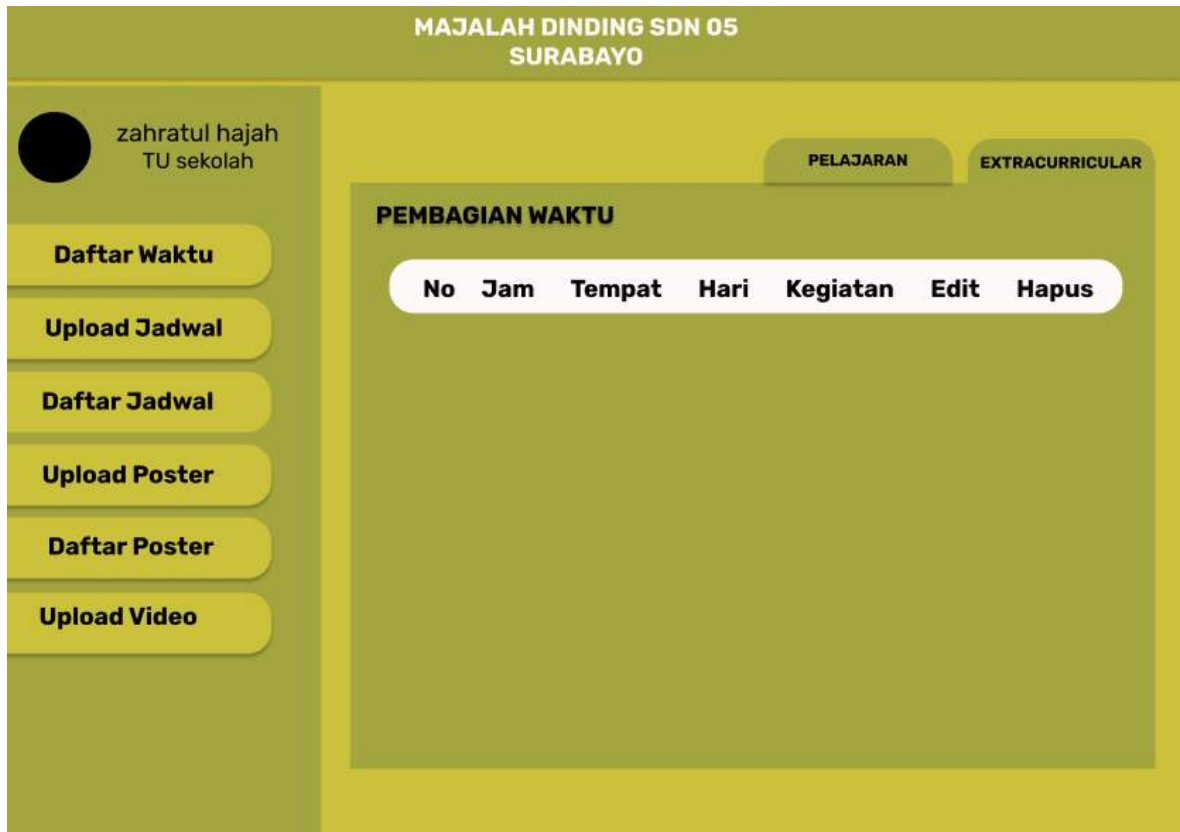 MAJALAH DINDING SDN 05
SURABAYO
zahratul hajah
TU sekolah
Daftar Waktu
Upload Jadwal
Daftar Jadwal
Upload Poster
Daftar Poster
Upload Video
PELAJARAN
EXTRACURRICULAR
PEMBAGIAN WAKTU
No Jam Tempat Hari Kegiatan Edit Hapus